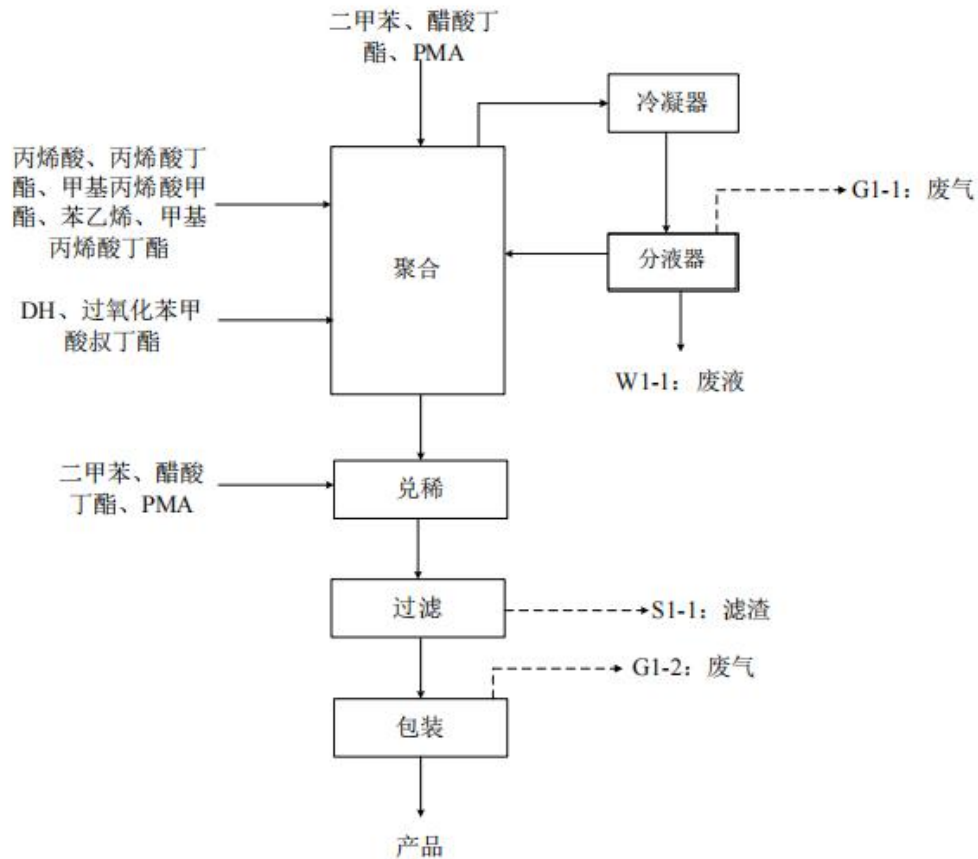 二甲苯、醋酸丁
酯、PMA
冷凝器
丙烯酸、丙烯酸丁
酯、甲基丙烯酸甲
酯、苯乙烯、甲基
丙烯酸丁酯
G1-1：废气
聚合
分液器
DH、过氧化苯甲
酸叔丁酯
W1-1：废液
二甲苯、醋酸
丁酯、PMA
兑稀
过滤
S1-1：滤渣
G1-2：废气
包装
产品